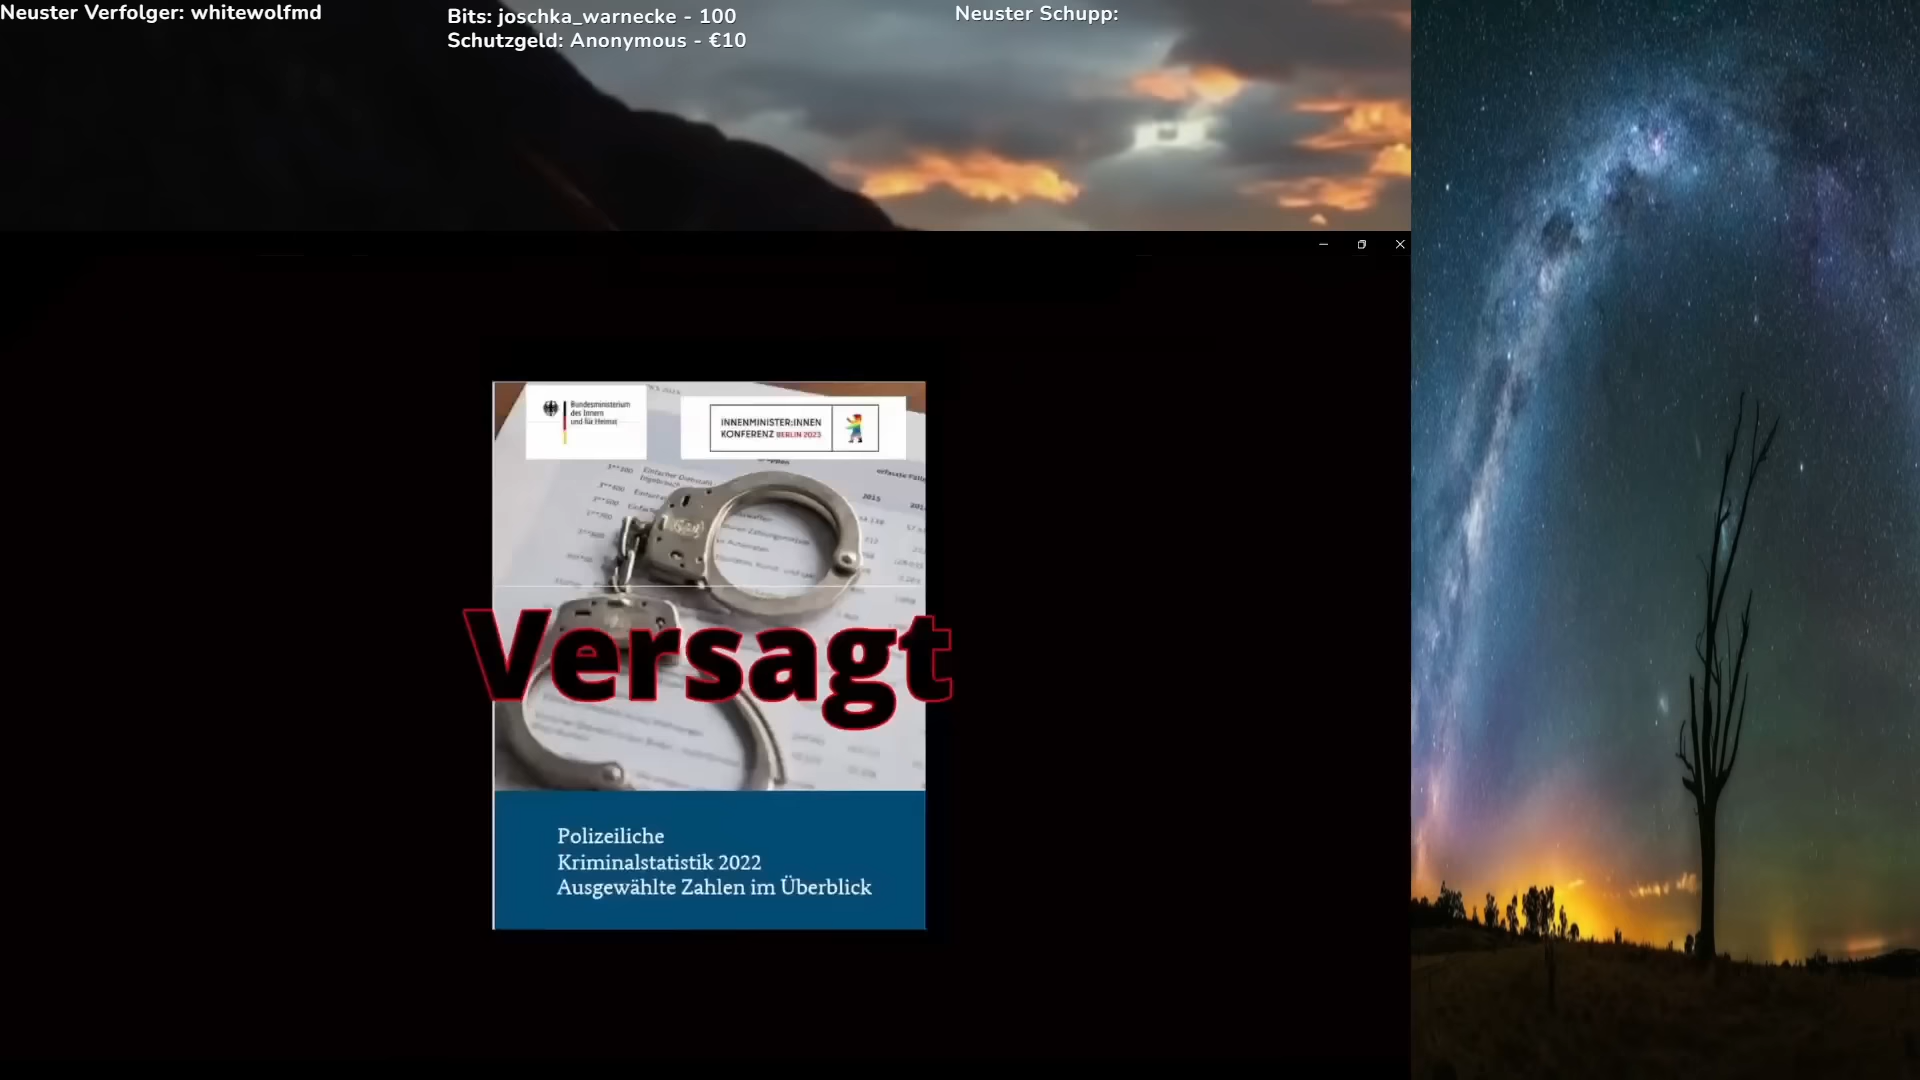 Neuster Verfolger: whitewolfmd
Bits: joschka_warnecke - 100
Schutzgeld: Anonymous - €10
Neuster Schupp:
Bundesministerium
des Innern
und für Heimat
INNENMINISTER:INNEN
KONFERENZ BERLIN 2023
Versagt
Polizeiliche
Kriminalstatistik 2022
Ausgewählte Zahlen im Überblick